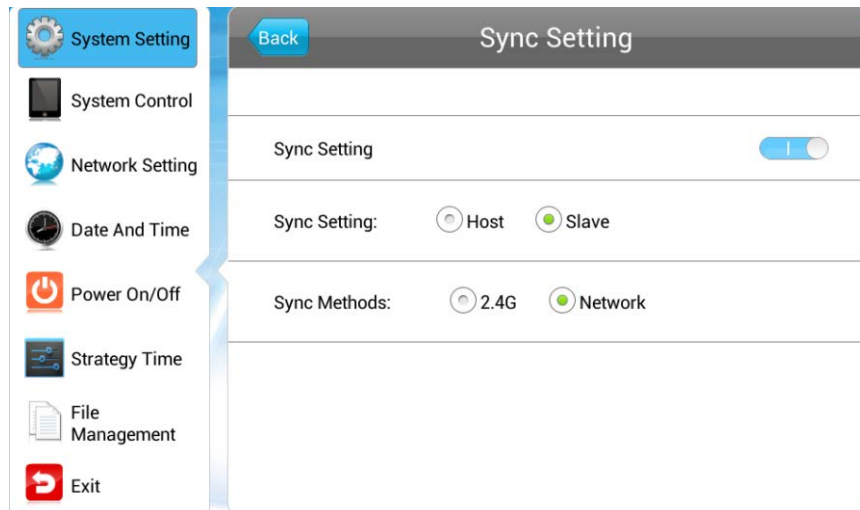 System Setting
System Control
Network Setting
Date And Time
Power On/Off
Strategy Time
File
Management
Exit
Back
Sync Setting
Sync Setting
Sync Setting: Host Slave
Sync Methods: 2.4G Network